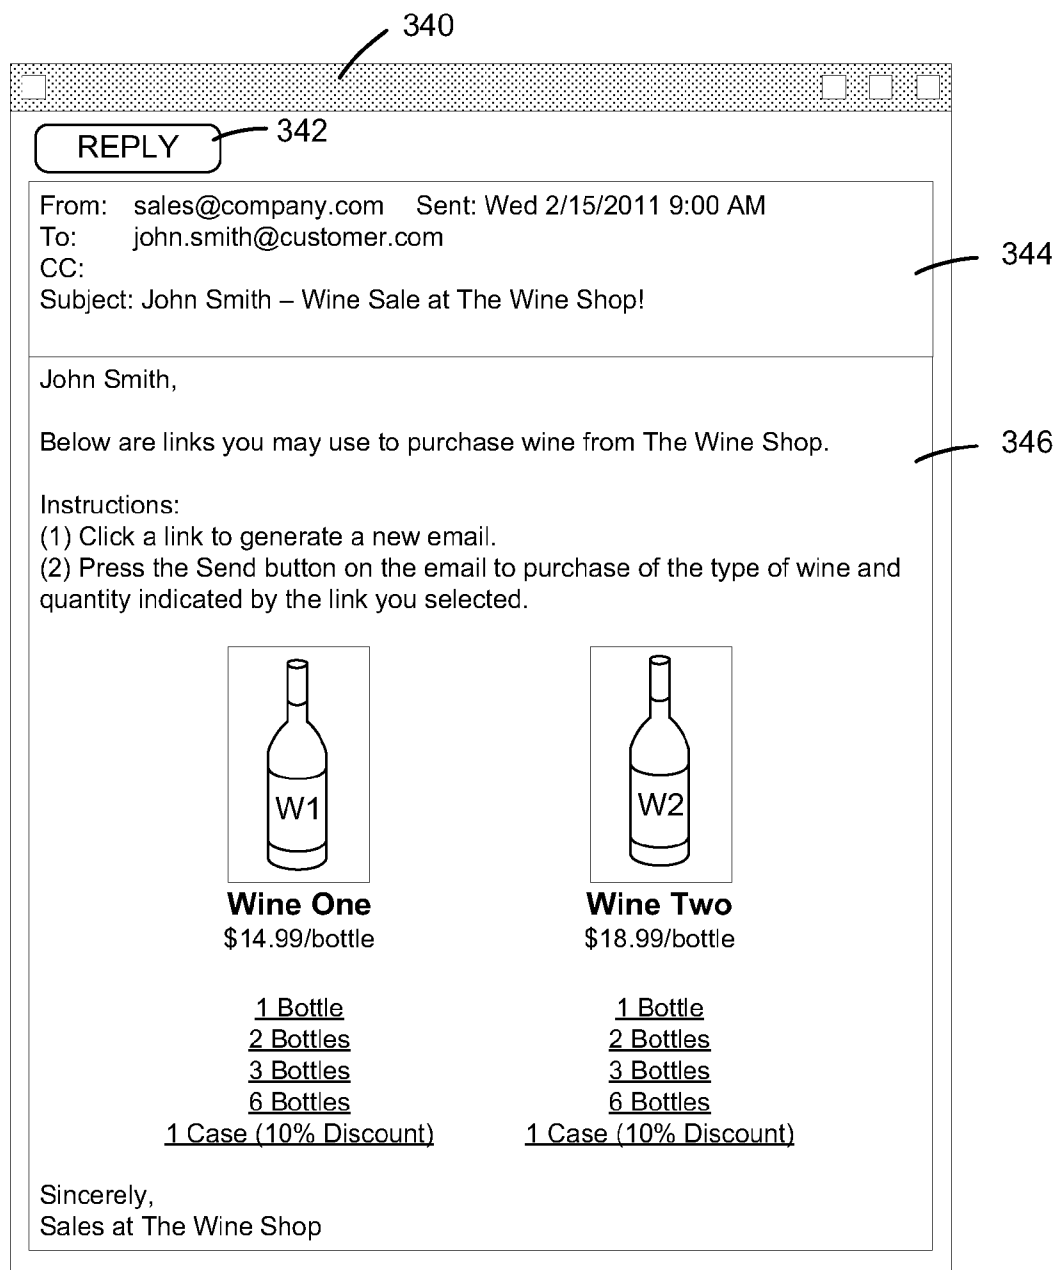 340
REPLY
342
From: sales@company.com Sent: Wed 2/15/2011 9:00 AM
To: john.smith@customer.com
CC:
Subject: John Smith – Wine Sale at The Wine Shop!
344
John Smith,
Below are links you may use to purchase wine from The Wine Shop.
346
Instructions:
(1) Click a link to generate a new email.
(2) Press the Send button on the email to purchase of the type of wine and
quantity indicated by the link you selected.
W1
W2
Wine One
Wine Two
$14.99/bottle
$18.99/bottle
1 Bottle
1 Bottle
2 Bottles
2 Bottles
3 Bottles
3 Bottles
6 Bottles
6 Bottles
1 Case (10% Discount)
1 Case (10% Discount)
Sincerely,
Sales at The Wine Shop